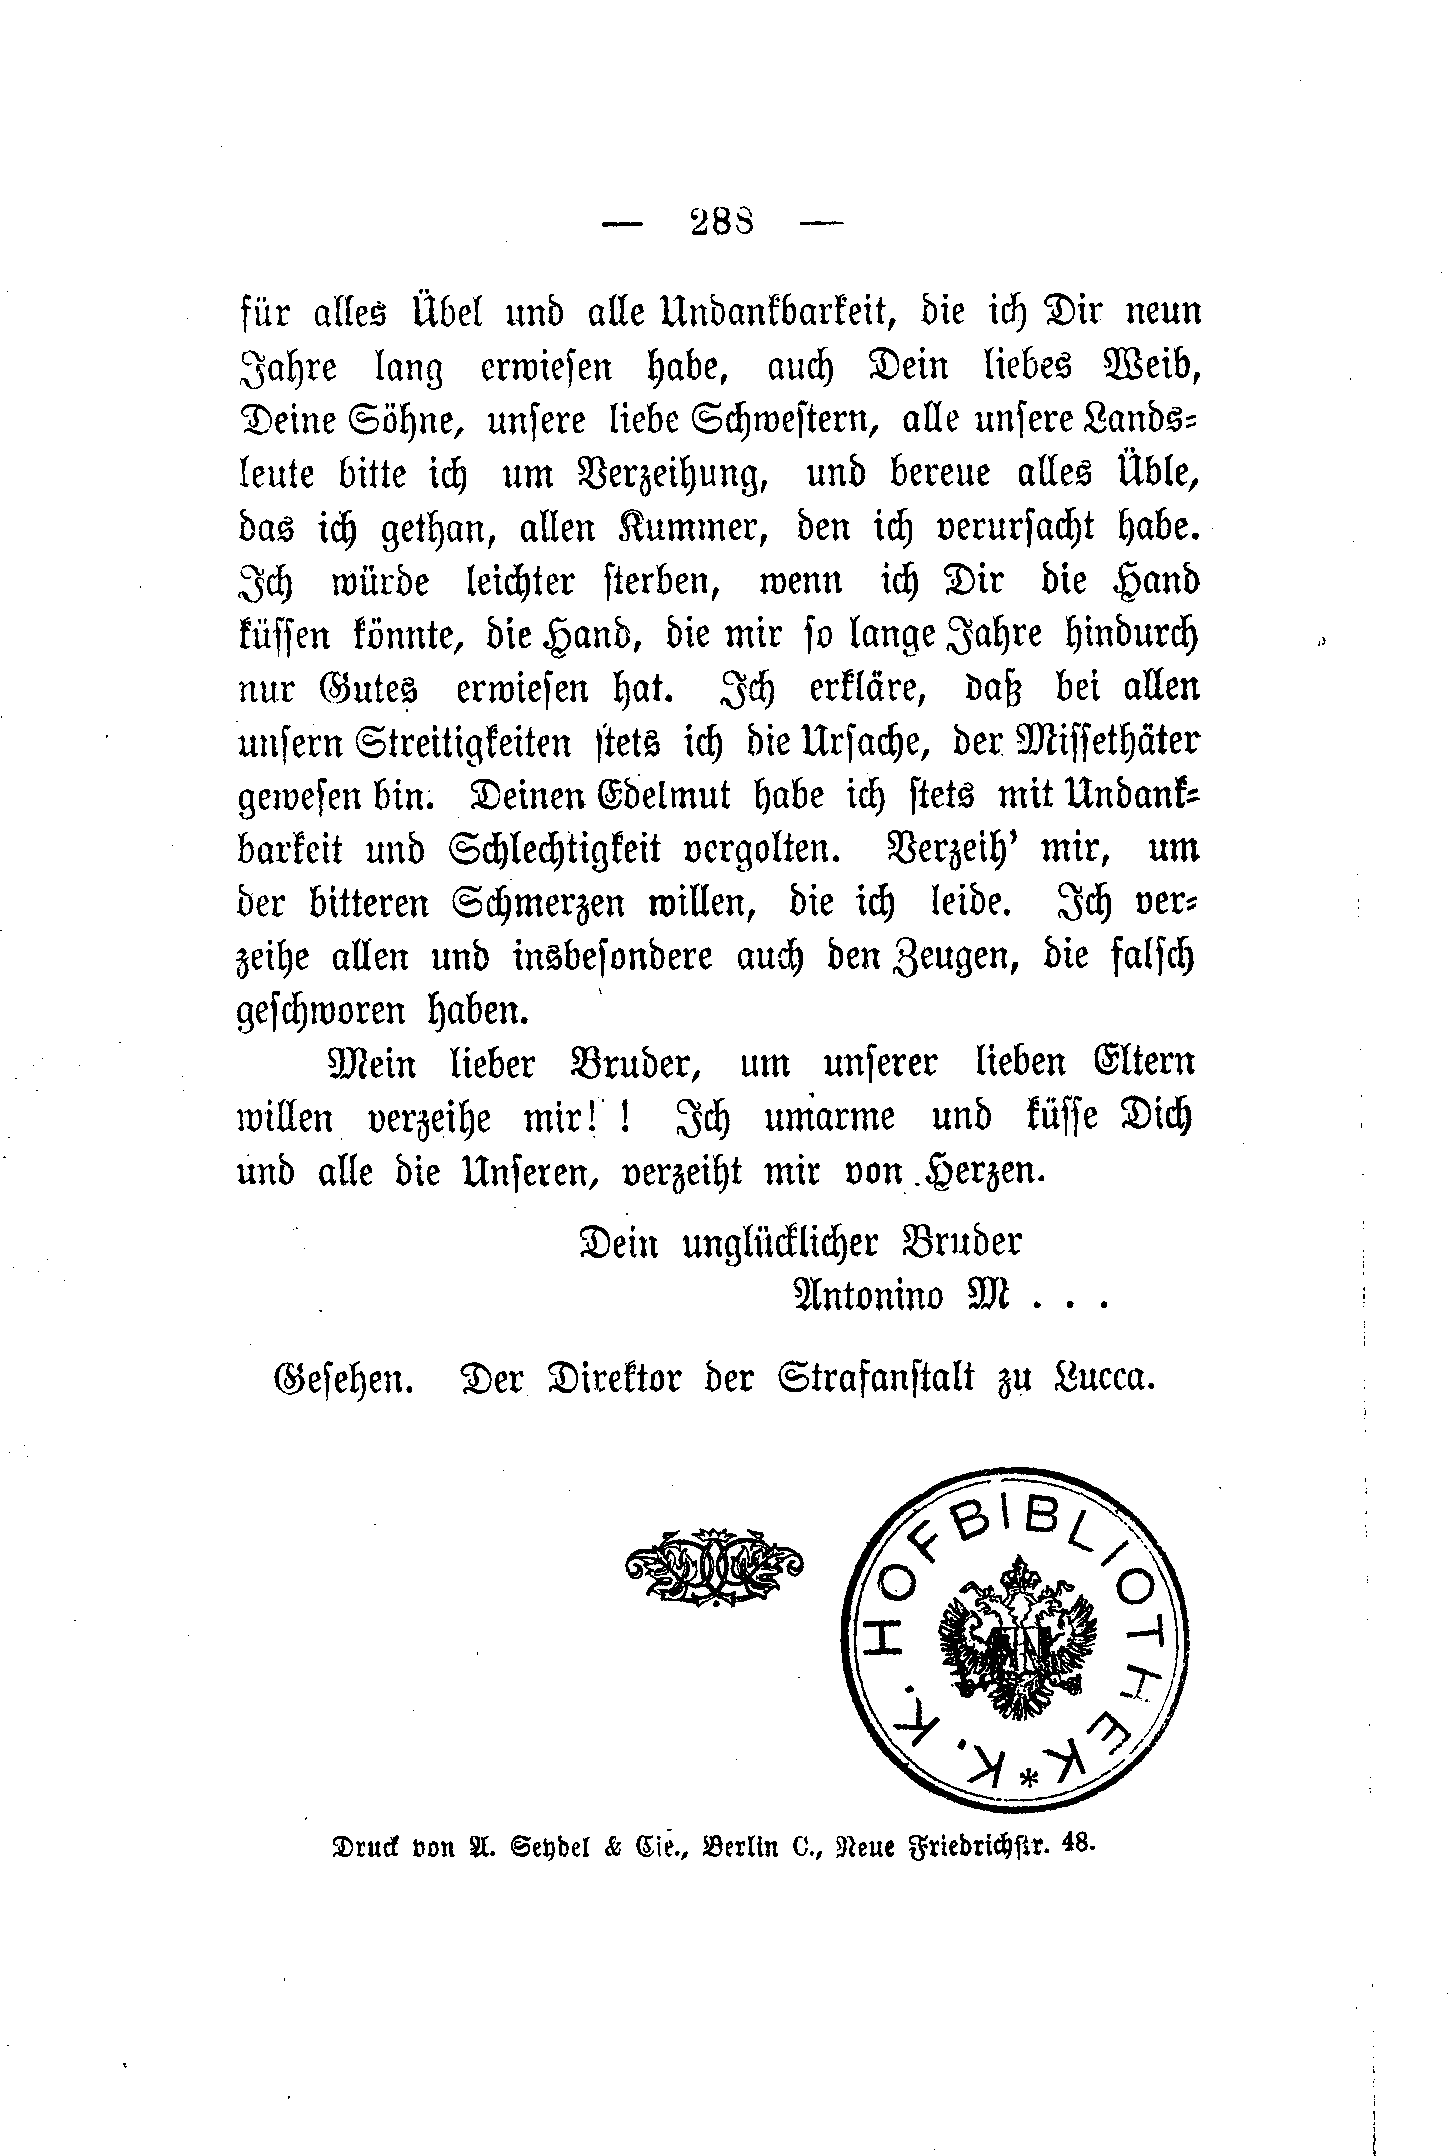 — 288 —
für alles Übel und alle Undankbarkeit, die ich Dir neun
Jahre lang erwiesen habe, auch Dein liebes Weib,
Deine Söhne, unsere liebe Schwestern, alle unsere Lands-
leute bitte ich um Verzeihung, und bereue alles Üble,
das ich gethan, allen Kummer, den ich verursacht habe.
Ich würde leichter sterben, wenn ich Dir die Hand
küssen könnte, die Hand, die mir so lange Jahre hindurch
nur Gutes erwiesen hat. Ich erkläre, daß bei allen
unsern Streitigkeiten stets ich die Ursache, der Missethäter
gewesen bin. Deinen Edelmut habe ich stets mit Undank-
barkeit und Schlechtigkeit vergolten. Verzeih' mir, um
der bitteren Schmerzen willen, die ich leide. Ich ver-
zeihe allen und insbesondere auch den Zeugen, die falsch
geschworen haben.
Mein lieber Bruder, um unserer lieben Eltern
willen verzeihe mir!! Ich umarme und küsse Dich
und alle die Unseren, verzeiht mir von Herzen.
Dein unglücklicher Bruder
Antonino M . . .
Gesehen. Der Direktor der Strafanstalt zu Lucca.
K. K. HOFBIBLIOTHEK *
Druck von A. Seydel & Cie., Berlin C., Neue Friedrichstr. 48.